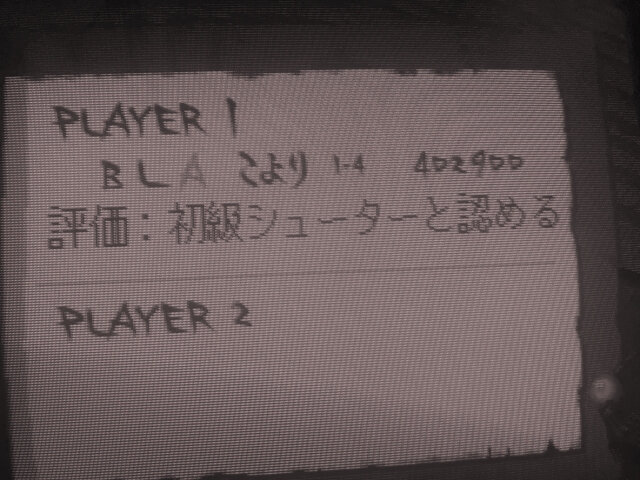 PLAYER 1
BLA こより 1-4 402900
評価：初級シューターと認める
PLAYER 2